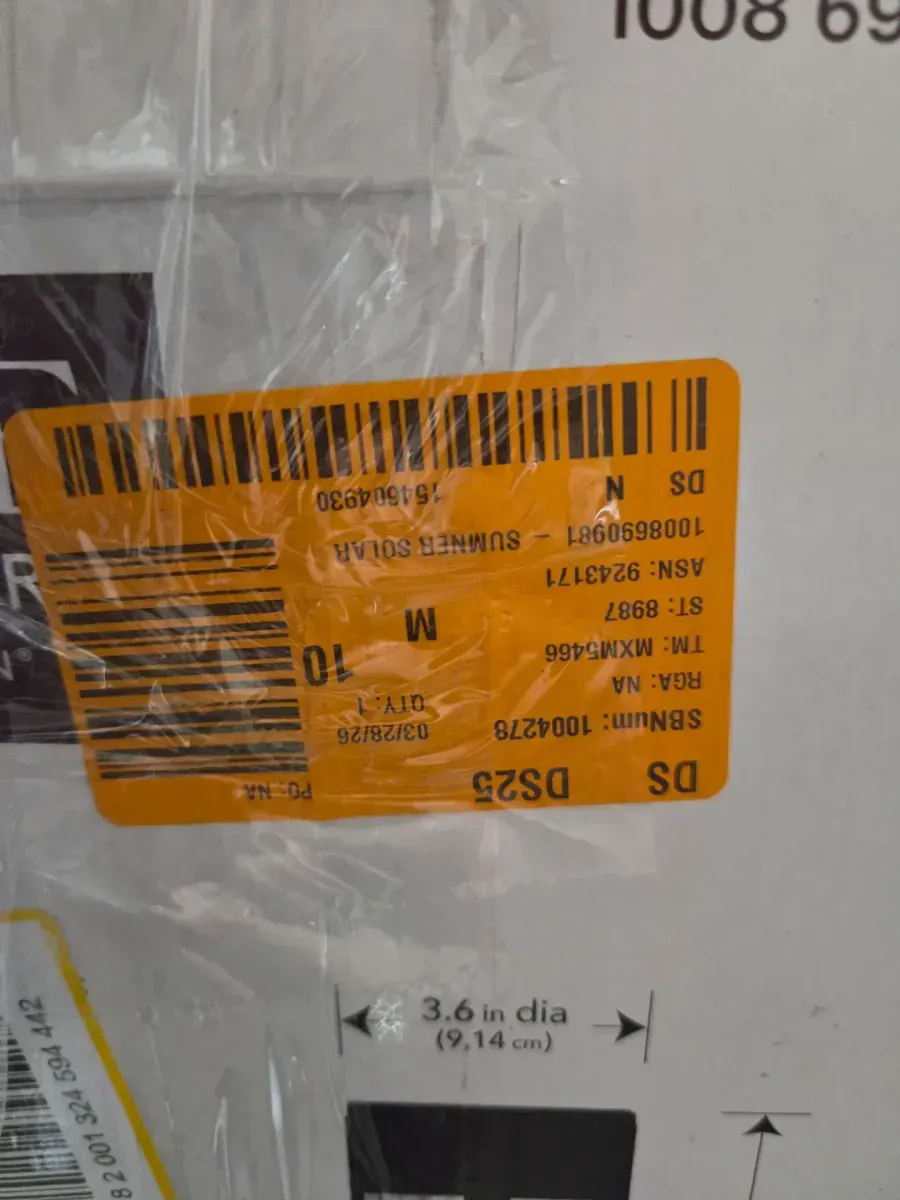 1008 69
DS DS25 PO: NA
SBNum: 1004278 03/28/26
RGA: NA QTY: 1
TM: MXM5466 10
ST: 8987 M
ASN: 9243171
1008690981 – SUMNER SOLAR
DS N 154604930
R
3.6 in dia
(9,14 cm)
8 2 001 324 594 442